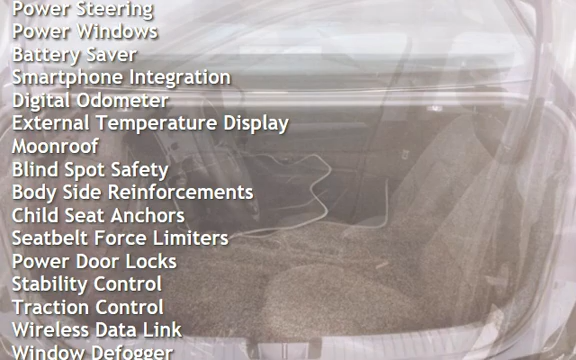 Power Steering
Power Windows
Battery Saver
Smartphone Integration
Digital Odometer
External Temperature Display
Moonroof
Blind Spot Safety
Body Side Reinforcements
Child Seat Anchors
Seatbelt Force Limiters
Power Door Locks
Stability Control
Traction Control
Wireless Data Link
Window Defogger